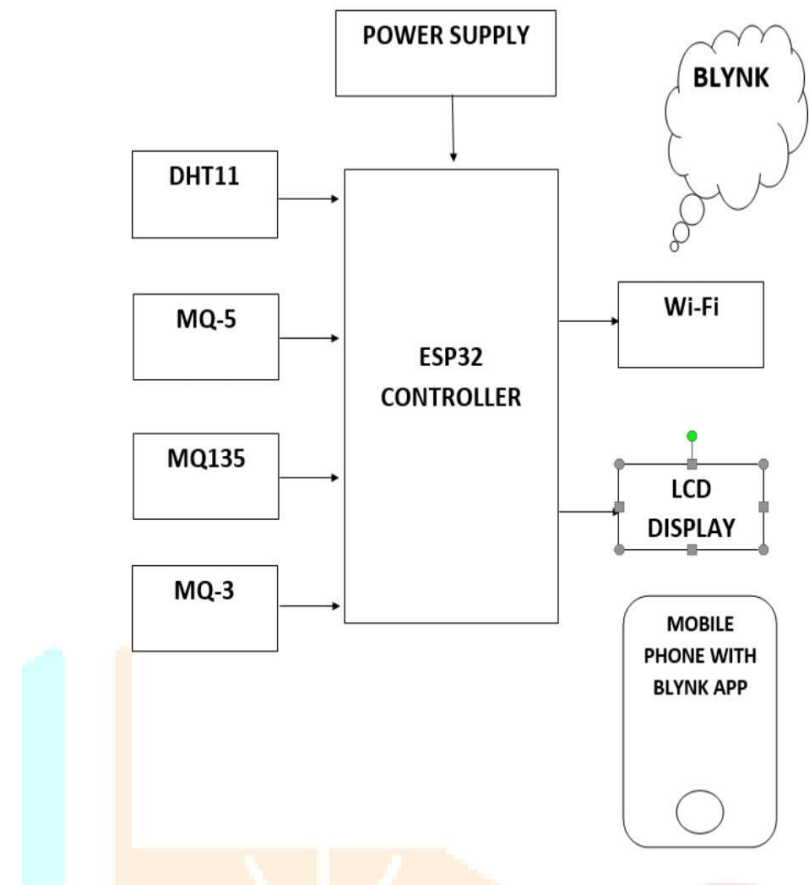 POWER SUPPLY
BLYNK
DHT11
MQ-5
Wi-Fi
ESP32
CONTROLLER
MQ135
LCD
DISPLAY
MQ-3
MOBILE
PHONE WITH
BLYNK APP